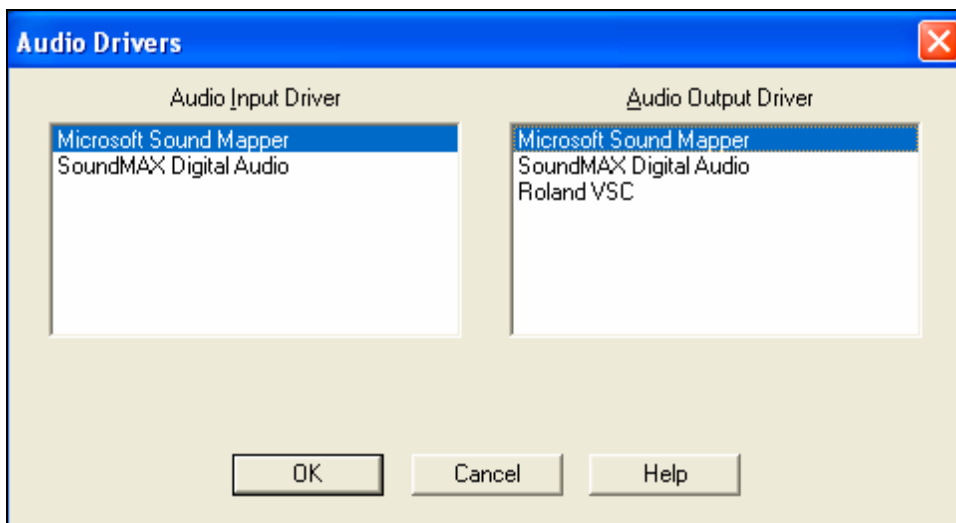 Audio Drivers
Audio Input Driver
Microsoft Sound Mapper
SoundMAX Digital Audio
Audio Output Driver
Microsoft Sound Mapper
SoundMAX Digital Audio
Roland VSC
OK
Cancel
Help